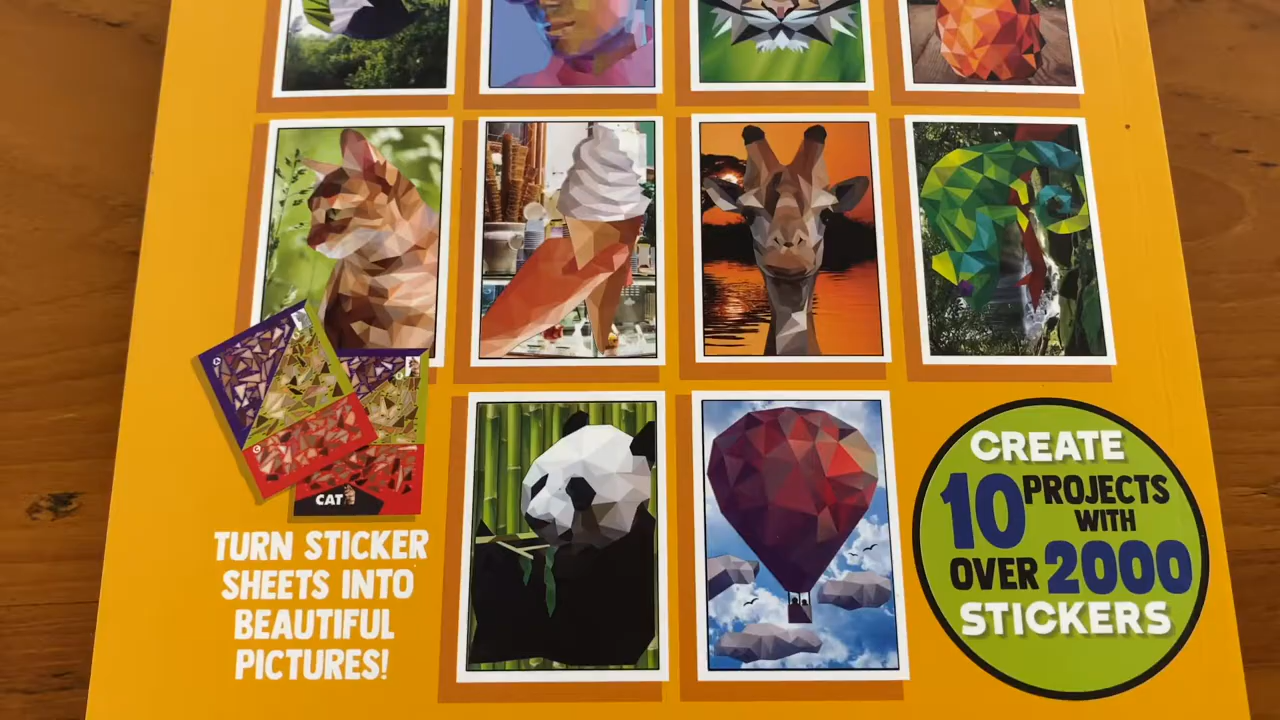 CAT
TURN STICKER
SHEETS INTO
BEAUTIFUL
PICTURES!
CREATE
10 PROJECTS
WITH
OVER 2000
STICKERS